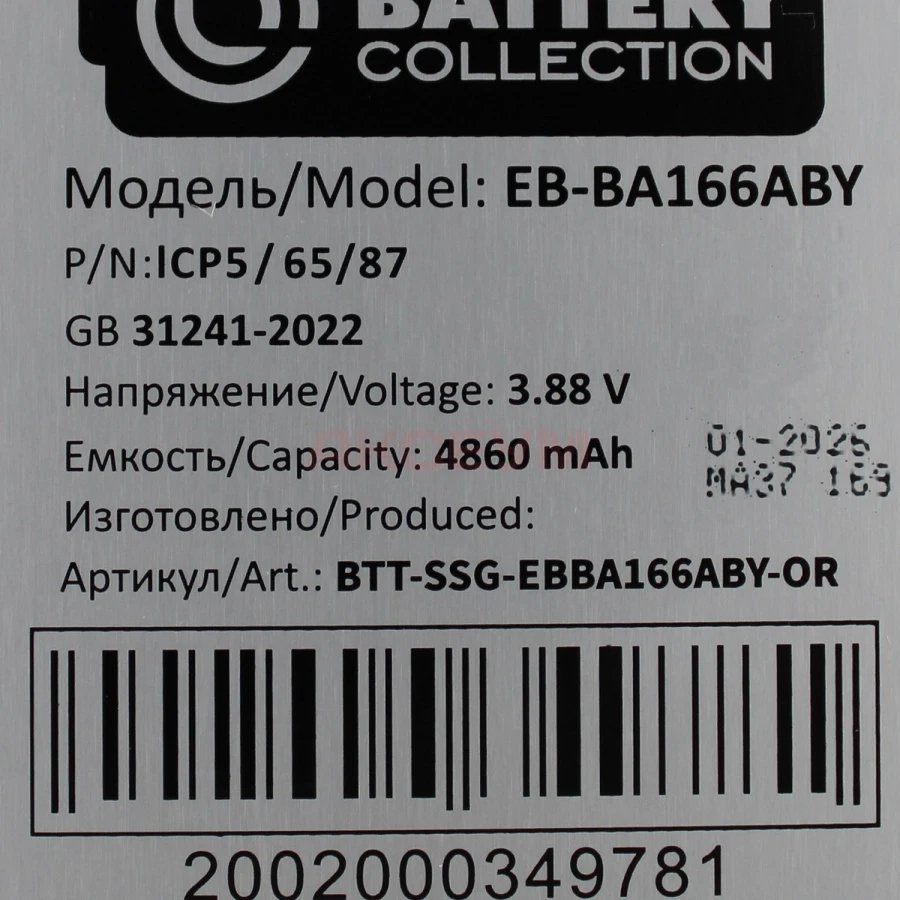 BATTERY
COLLECTION
Модель/Model: EB-BA166ABY
P/N:ICP5/65/87
GB 31241-2022
Напряжение/Voltage: 3.88 V
Емкость/Capacity: 4860 mAh
01-2026
MA37 169
Изготовлено/Produced:
Артикул/Art.: BTT-SSG-EBBA166ABY-OR
2002000349781